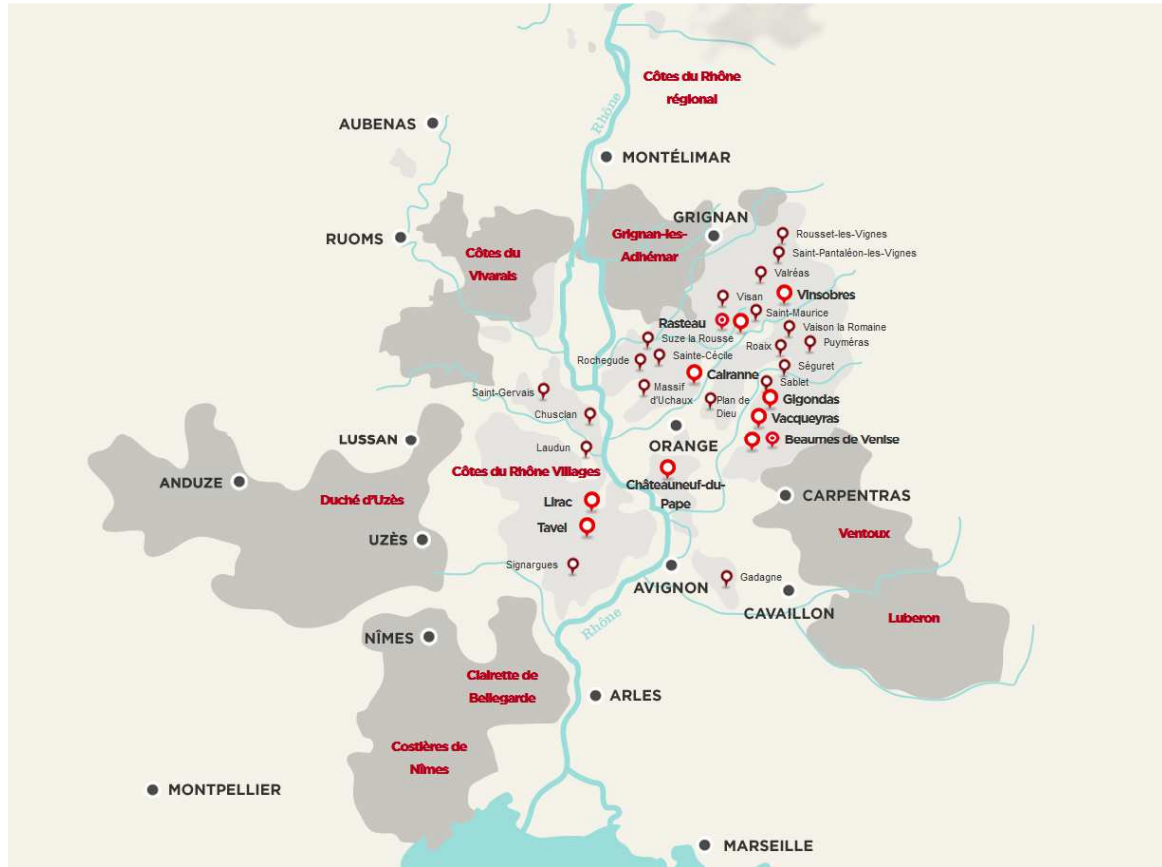 Côtes du Rhône
régional
Rhône
AUBENAS
MONTÉLIMAR
GRIGNAN
RUOMS
Côtes du
Vivarais
Grignan-les-
Adhémar
Rousset-les-Vignes
Saint-Pantaléon-les-Vignes
Valréas
Visan
Vinsobres
Saint-Maurice
Rasteau
Vaison la Romaine
Suze la Rousse
Roaix
Puyméras
Rochegude
Sainte-Cécile
Séguret
Cairanne
Sablet
Saint-Gervais
Massif
d'Uchaux
Plan de
Dieu
Gigondas
Chusclan
Vacqueyras
LUSSAN
ORANGE
Beaumes de Venise
Laudun
Côtes du Rhône Villages
ANDUZE
Duché d'Uzès
Châteauneuf-du-
Pape
CARPENTRAS
Lirac
Tavel
UZÈS
Ventoux
Signargues
AVIGNON
Gadagne
CAVAILLON
Luberon
Rhône
NÎMES
Clairette de
Bellegarde
ARLES
Costières de
Nîmes
MONTPELLIER
MARSEILLE